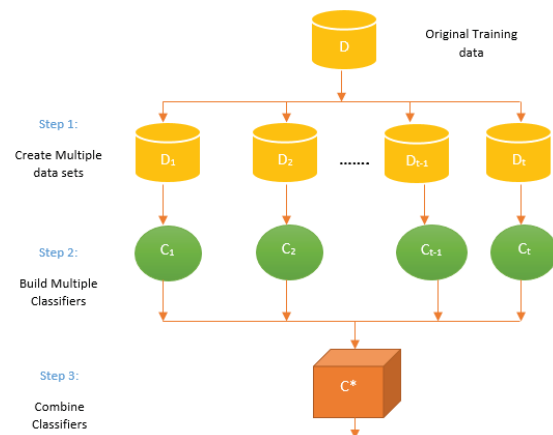 D
Original Training
data
Step 1:
Create Multiple
data sets
D1
D2
.......
Dt-1
Dt
Step 2:
Build Multiple
Classifiers
C1
C2
Ct-1
Ct
Step 3:
Combine
Classifiers
C*